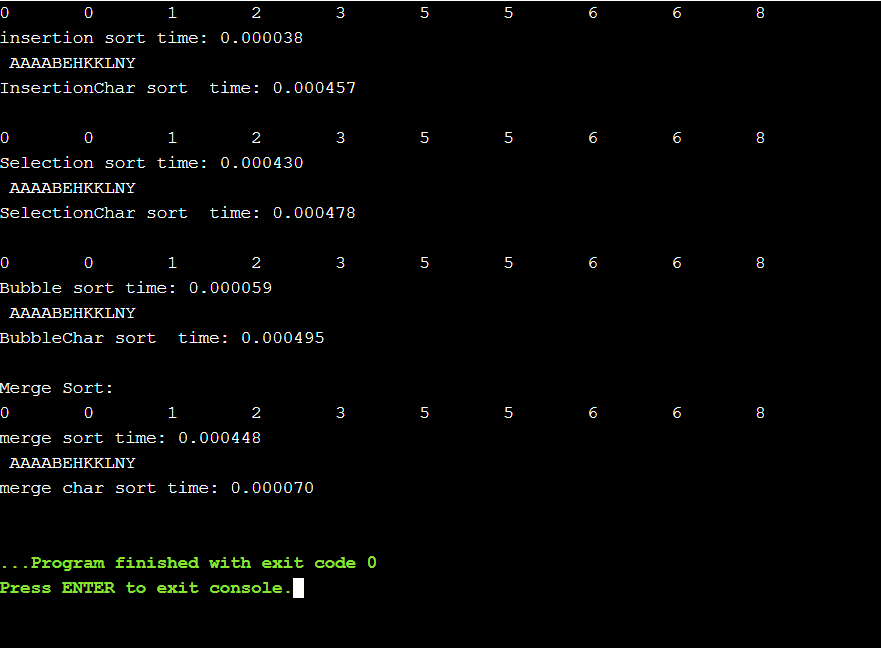 0 0 1 2 3 5 5 6 6 8
insertion sort time: 0.000038
AAAABEHKKLNY
InsertionChar sort  time: 0.000457
0 0 1 2 3 5 5 6 6 8
Selection sort time: 0.000430
AAAABEHKKLNY
SelectionChar sort  time: 0.000478
0 0 1 2 3 5 5 6 6 8
Bubble sort time: 0.000059
AAAABEHKKLNY
BubbleChar sort  time: 0.000495
Merge Sort:
0 0 1 2 3 5 5 6 6 8
merge sort time: 0.000448
AAAABEHKKLNY
merge char sort time: 0.000070
...Program finished with exit code 0
Press ENTER to exit console.